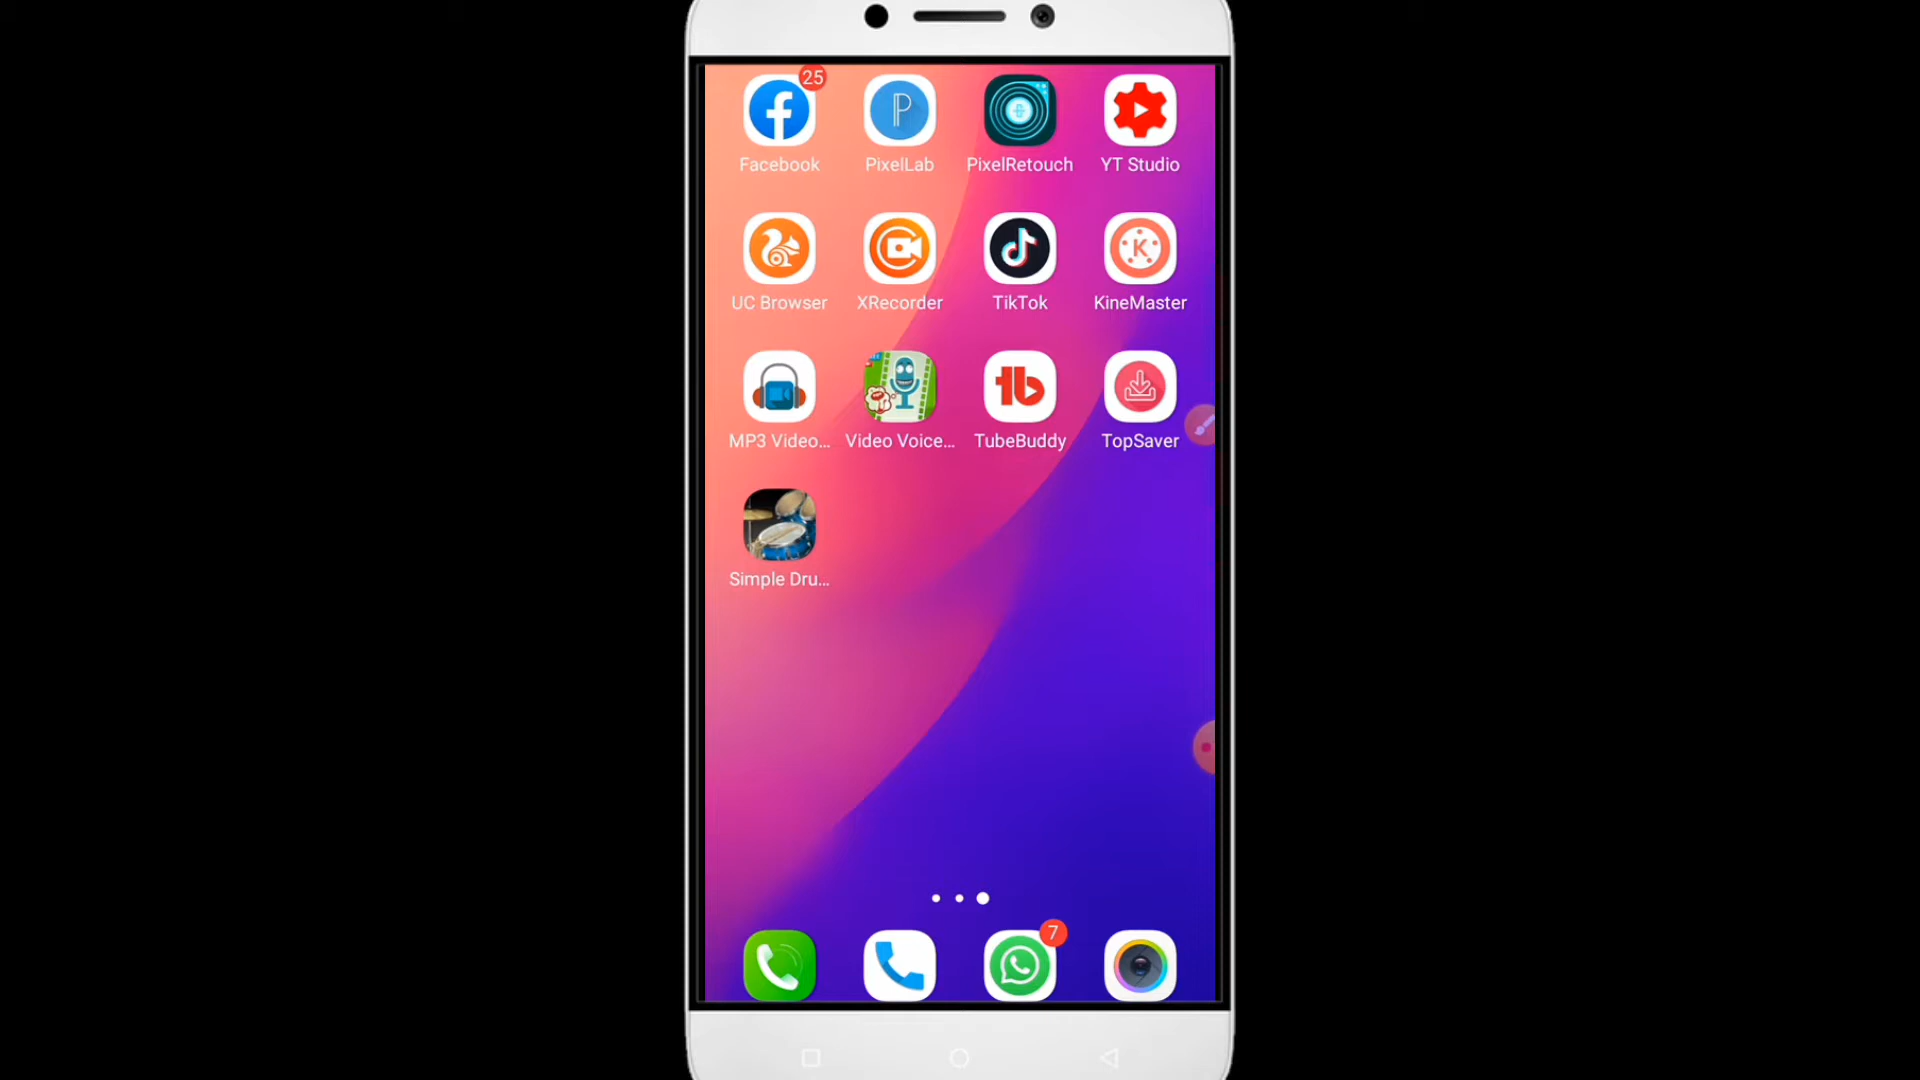 25
Facebook PixelLab PixelRetouch YT Studio
UC Browser XRecorder TikTok KineMaster
MP3 Video... Video Voice... TubeBuddy TopSaver
Simple Dru...
7